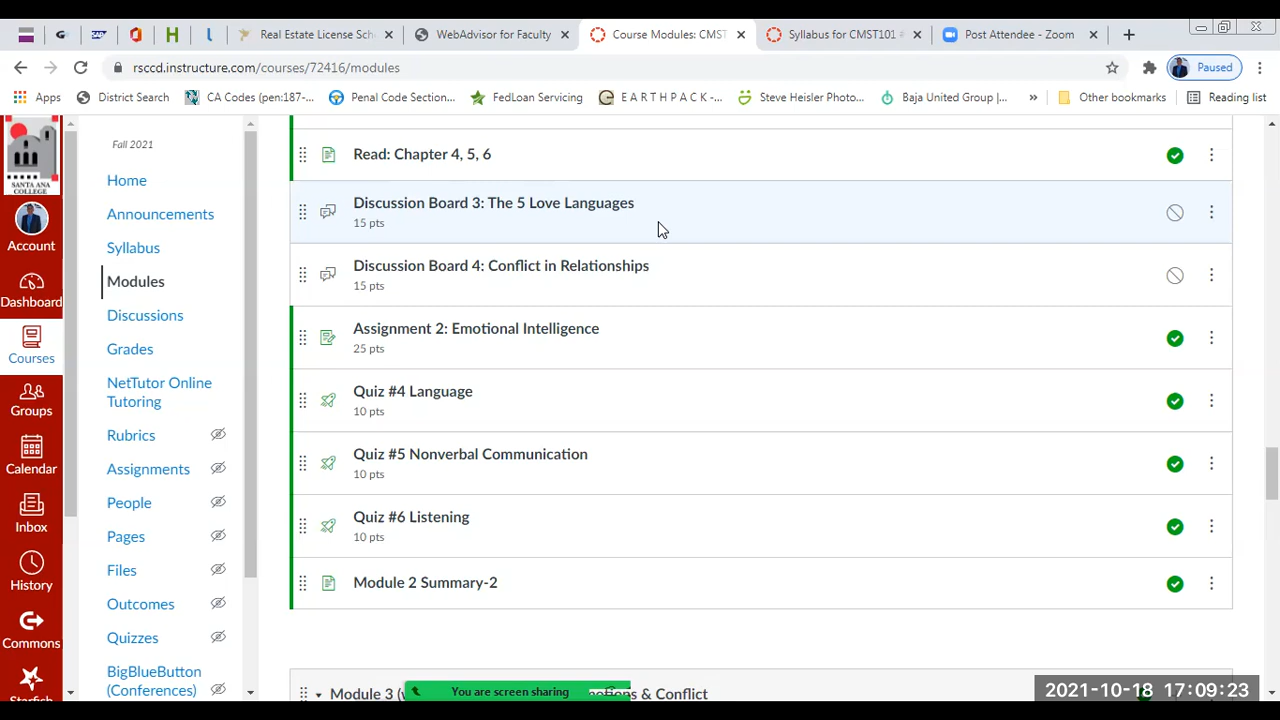 Real Estate License Sch
WebAdvisor for Faculty
Course Modules: CMST
Syllabus for CMST101
Post Attendee - Zoom
rsccd.instructure.com/courses/72416/modules
Paused
Apps
District Search
CA Codes (pen:187-...
Penal Code Section...
FedLoan Servicing
E A R T H P A C K -...
Steve Heisler Photo...
Baja United Group |...
»
Other bookmarks
Reading list
SANTA ANA
COLLEGE
Account
Dashboard
Courses
Groups
Calendar
Inbox
History
Commons
Starfish
Fall 2021
Home
Announcements
Syllabus
Modules
Discussions
Grades
NetTutor Online
Tutoring
Rubrics
Assignments
People
Pages
Files
Outcomes
Quizzes
BigBlueButton
(Conferences)
Read: Chapter 4, 5, 6
Discussion Board 3: The 5 Love Languages
15 pts
Discussion Board 4: Conflict in Relationships
15 pts
Assignment 2: Emotional Intelligence
25 pts
Quiz #4 Language
10 pts
Quiz #5 Nonverbal Communication
10 pts
Quiz #6 Listening
10 pts
Module 2 Summary-2
Module 3 (
& Conflict
You are screen sharing
2021-10-18 17:09:23